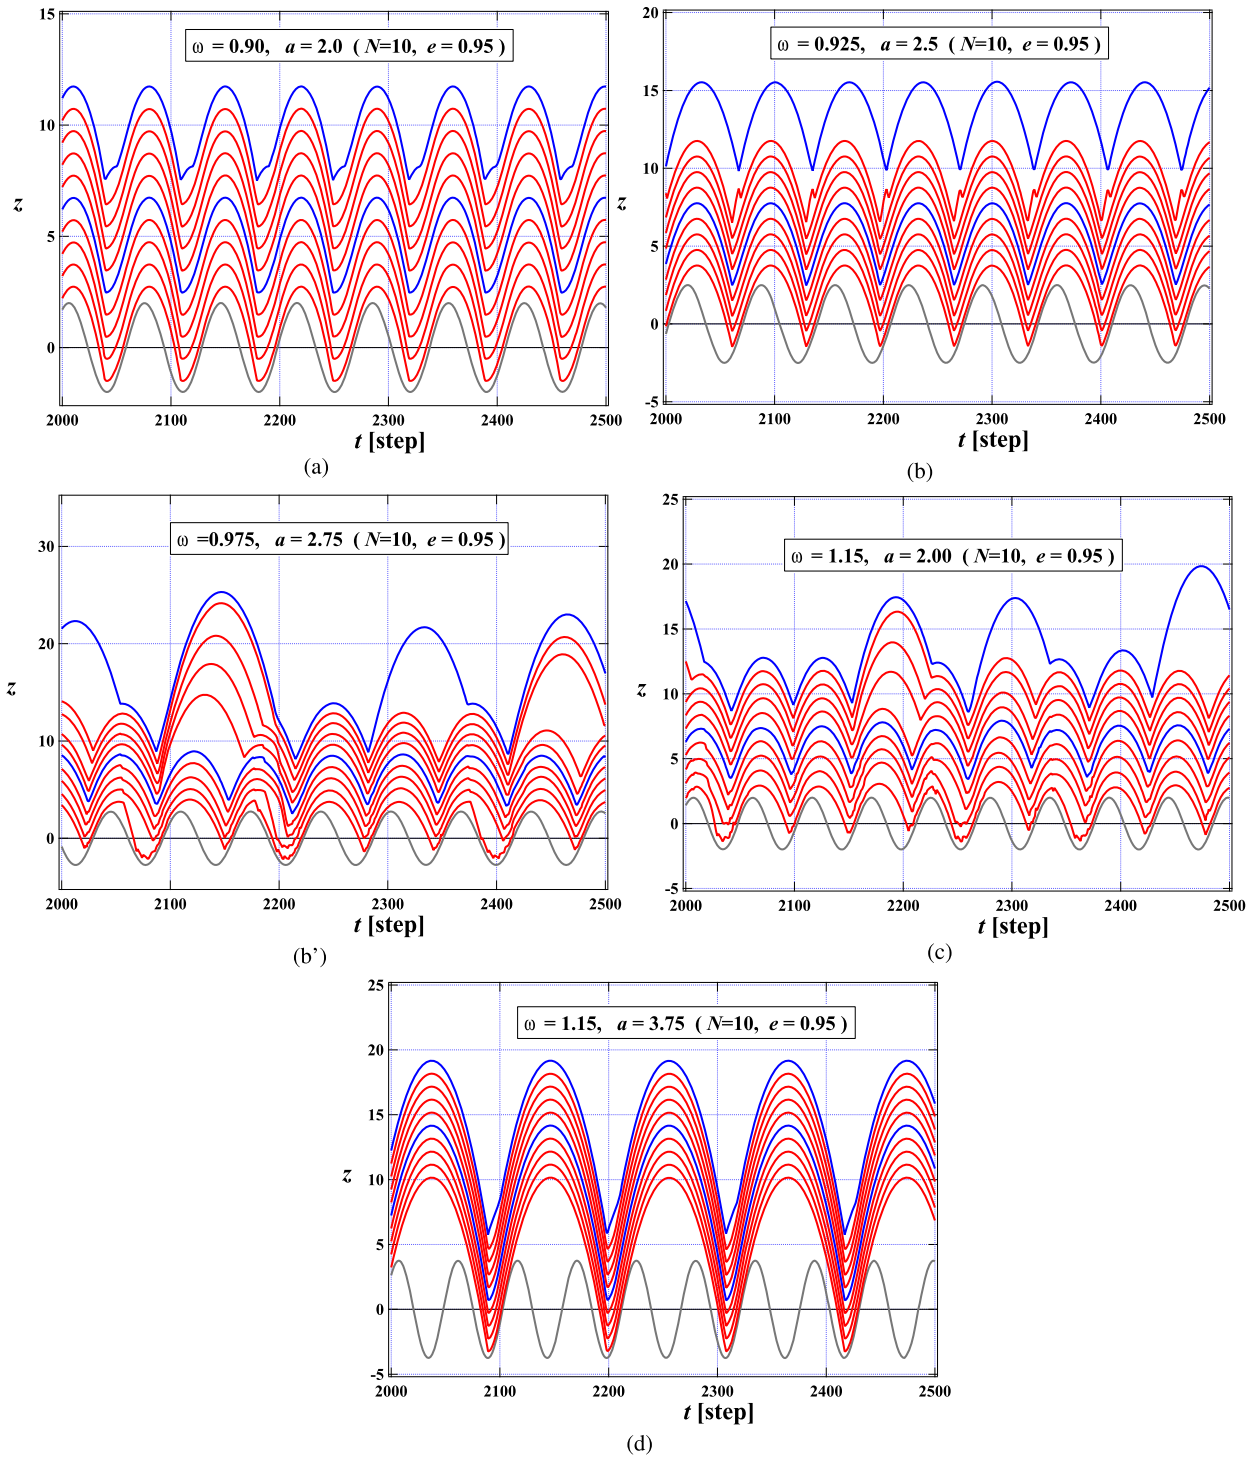 15
10
5
0
z
ω = 0.90, a = 2.0 ( N=10, e = 0.95 )
2000 2100 2200 2300 2400 2500
t [step]
(a)
20
15
10
5
0
-5
z
ω = 0.925, a = 2.5 ( N=10, e = 0.95 )
2000 2100 2200 2300 2400 2500
t [step]
(b)
30
20
10
0
z
ω =0.975, a = 2.75 ( N=10, e = 0.95 )
2000 2100 2200 2300 2400 2500
t [step]
(b’)
25
20
15
10
5
0
-5
z
ω = 1.15, a = 2.00 ( N=10, e = 0.95 )
2000 2100 2200 2300 2400 2500
t [step]
(c)
25
20
15
10
5
0
-5
z
ω = 1.15, a = 3.75 ( N=10, e = 0.95 )
2000 2100 2200 2300 2400 2500
t [step]
(d)